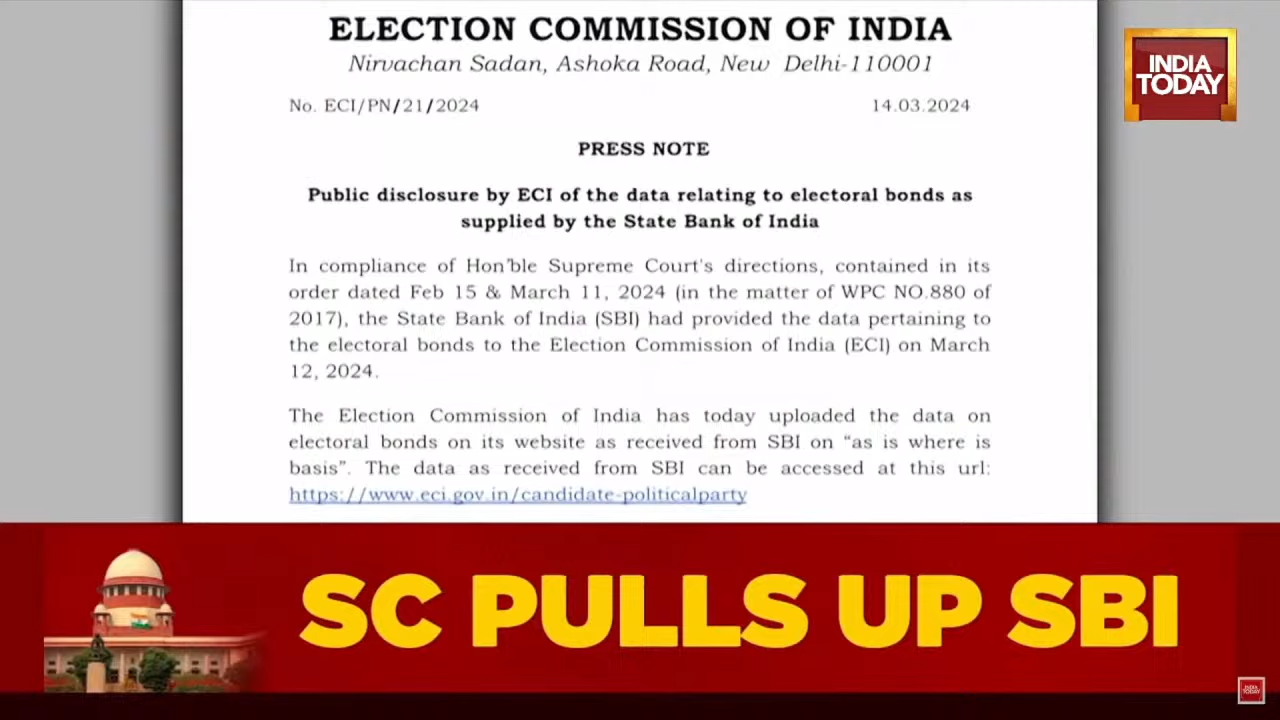 ELECTION COMMISSION OF INDIA
Nirvachan Sadan, Ashoka Road, New Delhi-110001
No. ECI/PN/21/2024 14.03.2024
PRESS NOTE
Public disclosure by ECI of the data relating to electoral bonds as
supplied by the State Bank of India
In compliance of Hon'ble Supreme Court's directions, contained in its
order dated Feb 15 & March 11, 2024 (in the matter of WPC NO.880 of
2017), the State Bank of India (SBI) had provided the data pertaining to
the electoral bonds to the Election Commission of India (ECI) on March
12, 2024.
The Election Commission of India has today uploaded the data on
electoral bonds on its website as received from SBI on “as is where is
basis”. The data as received from SBI can be accessed at this url:
https://www.eci.gov.in/candidate-politicalparty
INDIA
TODAY
SC PULLS UP SBI
INDIA
TODAY